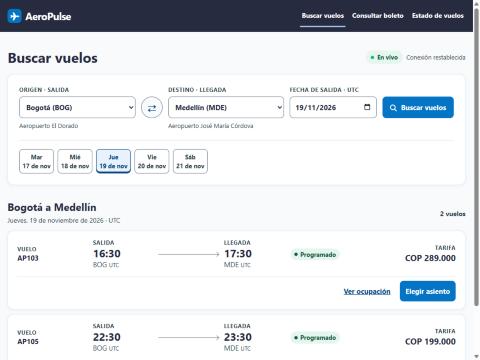 AeroPulse
Buscar vuelos Consultar boleto Estado de vuelos
Buscar vuelos
En vivo Conexión restablecida
ORIGEN · SALIDA DESTINO · LLEGADA FECHA DE SALIDA · UTC
Bogotá (BOG) Medellín (MDE) 19/11/2026 Buscar vuelos
Aeropuerto El Dorado Aeropuerto José María Córdova
Mar Mié Jue Vie Sáb
17 de nov 18 de nov 19 de nov 20 de nov 21 de nov
Bogotá a Medellín
Jueves, 19 de noviembre de 2026 · UTC
2 vuelos
VUELO SALIDA LLEGADA TARIFA
AP103 16:30 17:30 Programado COP 289.000
BOG UTC MDE UTC
Ver ocupación Elegir asiento
VUELO SALIDA LLEGADA TARIFA
AP105 22:30 23:30 Programado COP 199.000
BOG UTC MDE UTC